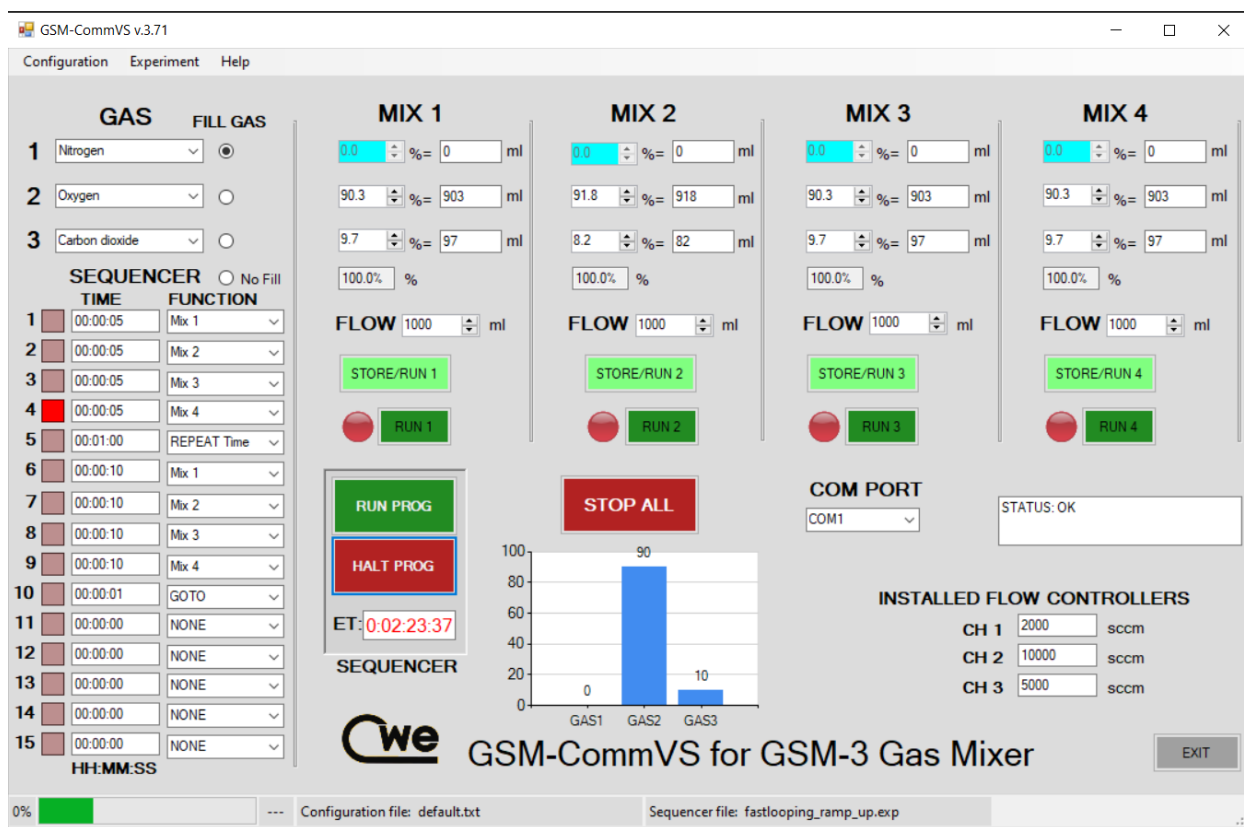 GSM-CommVS v.3.71
Configuration Experiment Help
GAS FILL GAS
1 Nitrogen
2 Oxygen
3 Carbon dioxide
SEQUENCER No Fill
TIME FUNCTION
1 00:00:05 Mix 1
2 00:00:05 Mix 2
3 00:00:05 Mix 3
4 00:00:05 Mix 4
5 00:01:00 REPEAT Time
6 00:00:10 Mix 1
7 00:00:10 Mix 2
8 00:00:10 Mix 3
9 00:00:10 Mix 4
10 00:00:01 GOTO
11 00:00:00 NONE
12 00:00:00 NONE
13 00:00:00 NONE
14 00:00:00 NONE
15 00:00:00 NONE
HH:MM:SS
MIX 1
0.0 %= 0 ml
90.3 %= 903 ml
9.7 %= 97 ml
100.0% %
FLOW 1000 ml
STORE/RUN 1
RUN 1
MIX 2
0.0 %= 0 ml
91.8 %= 918 ml
8.2 %= 82 ml
100.0% %
FLOW 1000 ml
STORE/RUN 2
RUN 2
MIX 3
0.0 %= 0 ml
90.3 %= 903 ml
9.7 %= 97 ml
100.0% %
FLOW 1000 ml
STORE/RUN 3
RUN 3
MIX 4
0.0 %= 0 ml
90.3 %= 903 ml
9.7 %= 97 ml
100.0% %
FLOW 1000 ml
STORE/RUN 4
RUN 4
RUN PROG
HALT PROG
ET: 0:02:23:37
SEQUENCER
STOP ALL
100
80
60
40
20
0
0
90
10
GAS1 GAS2 GAS3
COM PORT
COM1
STATUS: OK
INSTALLED FLOW CONTROLLERS
CH 1 2000 sccm
CH 2 10000 sccm
CH 3 5000 sccm
Cwe
GSM-CommVS for GSM-3 Gas Mixer
EXIT
0% --- Configuration file: default.txt Sequencer file: fastlooping_ramp_up.exp